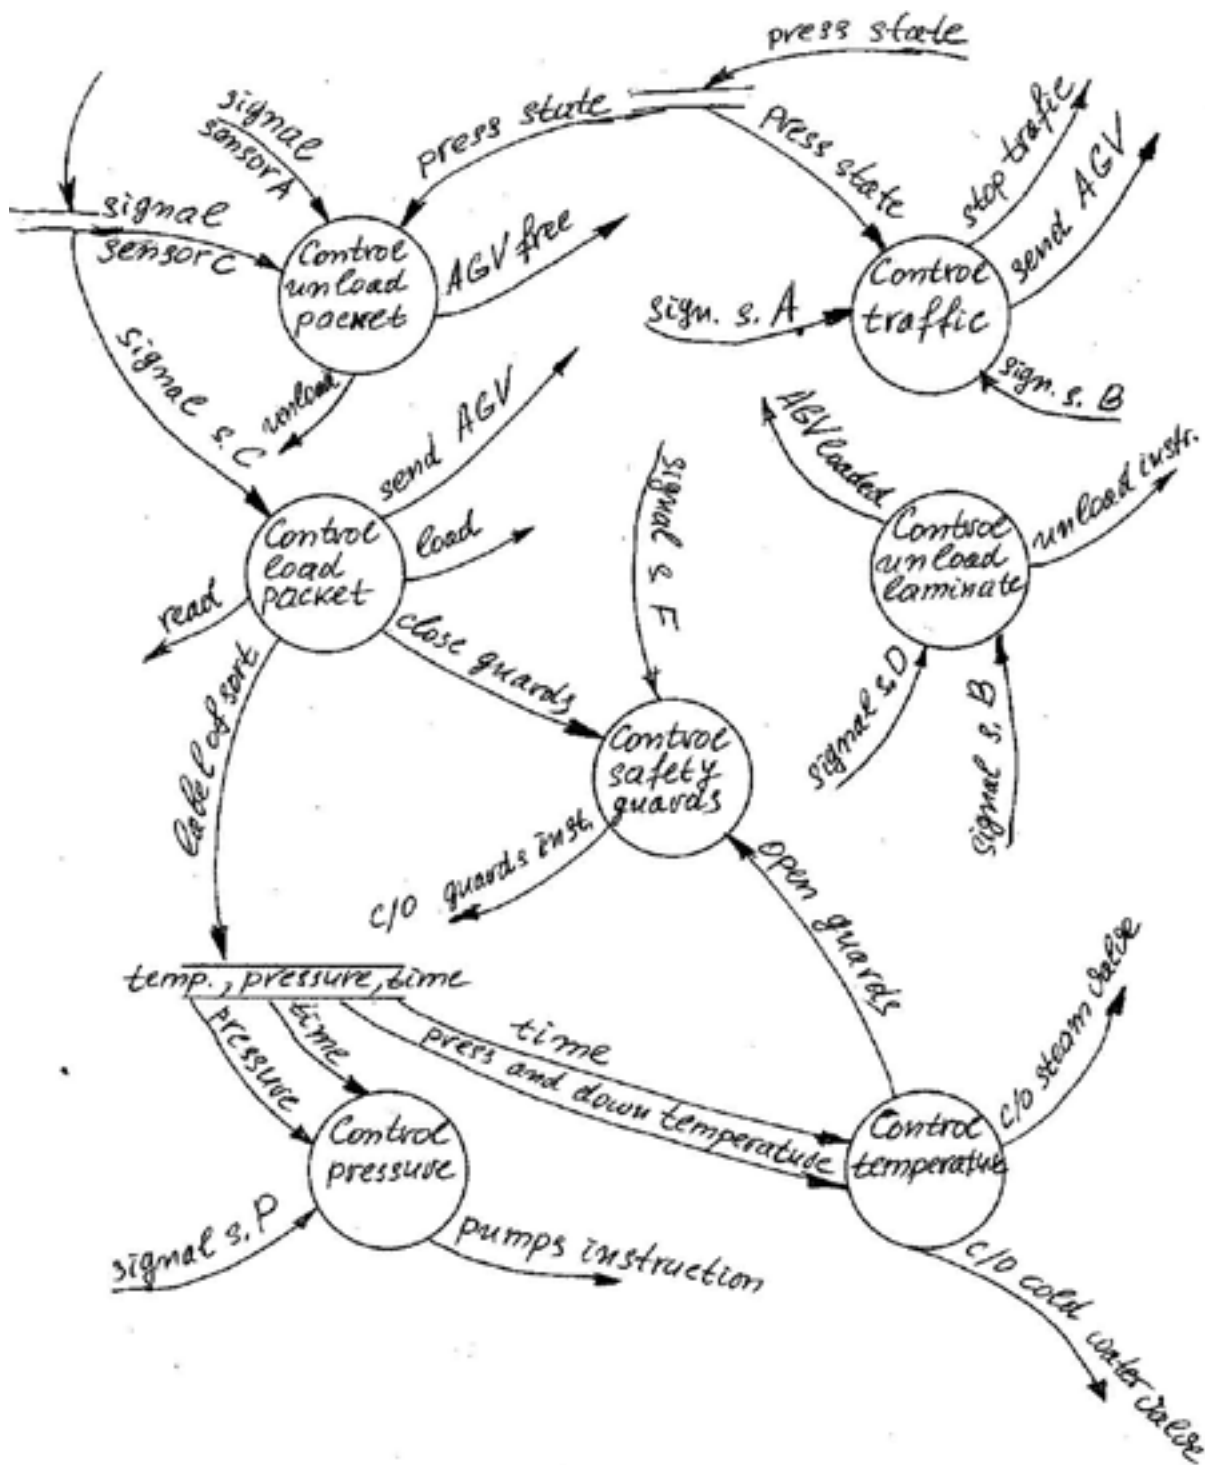 press state
signal
sensor A
press state
press state
stop trafic
send AGV
signal
sensor C
Control
unload
packet
AGV free
unload
sign. s. A
Control
traffic
sign. s. B
signal s. C
send AGV
Control
load
packet
load
read
close guards
label of sort
signal s F
AGV loaded
Control
unload
laminate
unload instr.
signal s. D
signal s. B
Control
safety
guards
c/o guards inst.
open guards
temp., pressure, time
pressure
time
time
press and down temperature
Control
pressure
signal s. P
pumps instruction
Control
temperature
c/o steam valve
c/o cold water valve